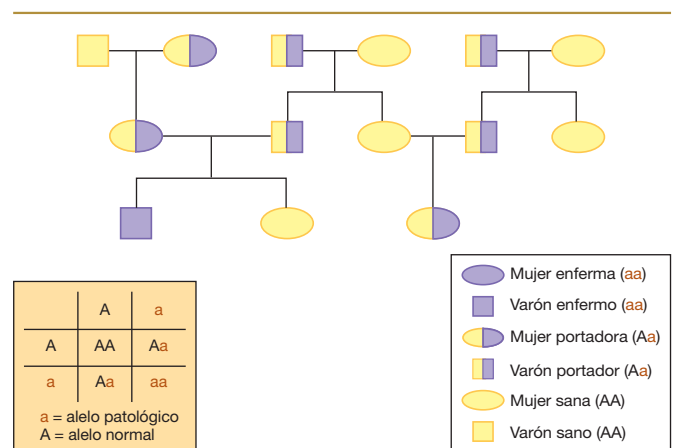 A a
A AA Aa
a Aa aa
a = alelo patológico
A = alelo normal
Mujer enferma (aa)
Varón enfermo (aa)
Mujer portadora (Aa)
Varón portador (Aa)
Mujer sana (AA)
Varón sano (AA)